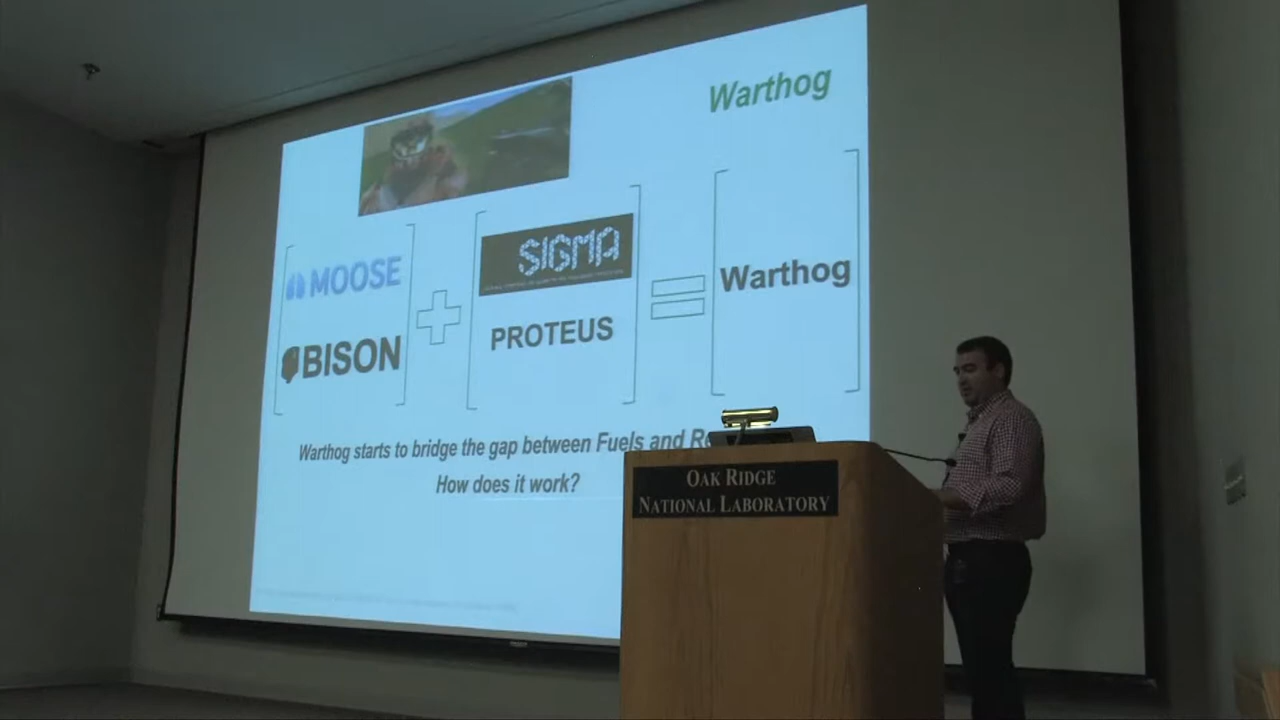 Warthog
MOOSE
BISON
SIGMA
PROTEUS
Warthog
Warthog starts to bridge the gap between Fuels and
How does it work?
OAK RIDGE
NATIONAL LABORATORY